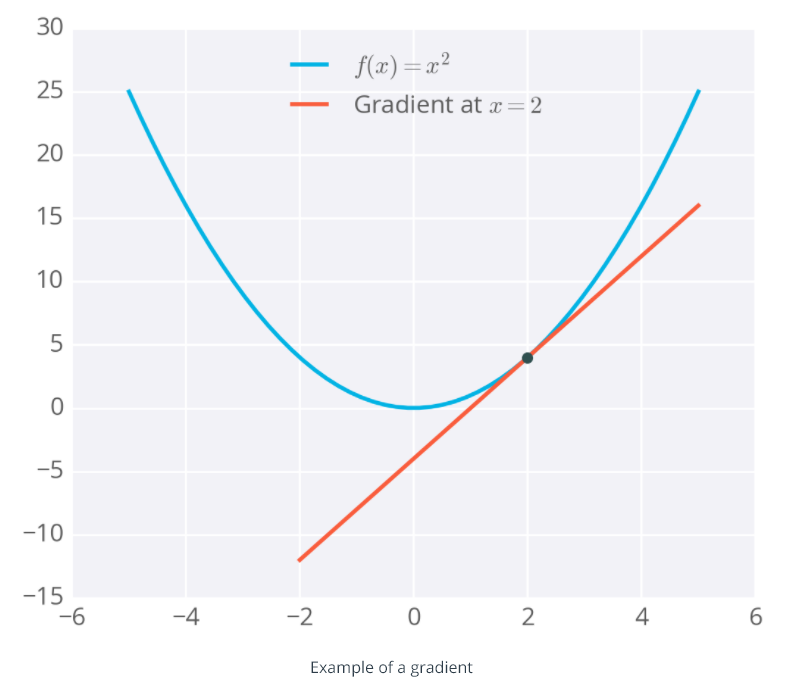 30
f(x) = x²
25
Gradient at x = 2
20
15
10
5
0
−5
−10
−15
−6 −4 −2 0 2 4 6
Example of a gradient